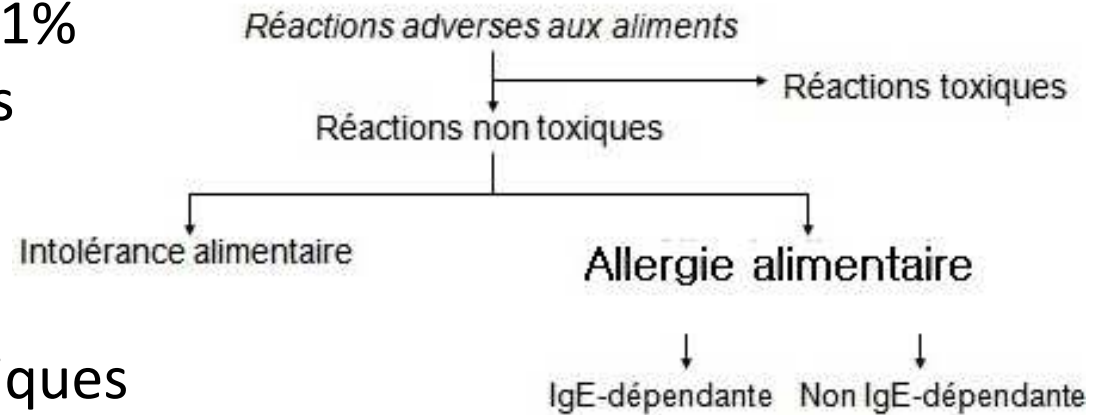 1%
Réactions adverses aux aliments
Réactions toxiques
s
Réactions non toxiques
Intolérance alimentaire
Allergie alimentaire
iques
IgE-dépendante Non IgE-dépendante